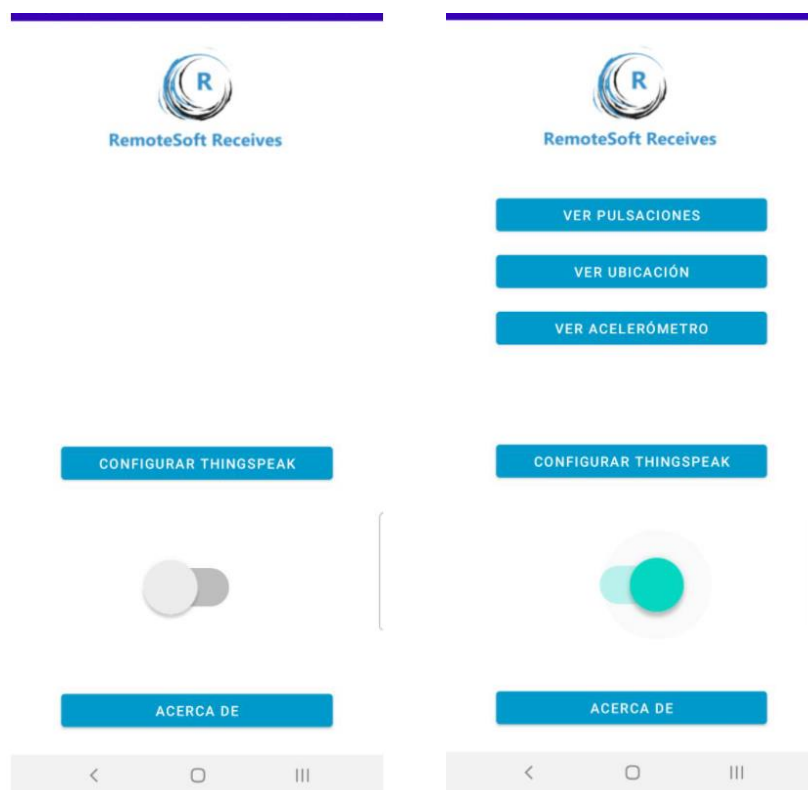 R
RemoteSoft Receives
CONFIGURAR THINGSPEAK
ACERCA DE
R
RemoteSoft Receives
VER PULSACIONES
VER UBICACIÓN
VER ACELERÓMETRO
CONFIGURAR THINGSPEAK
ACERCA DE